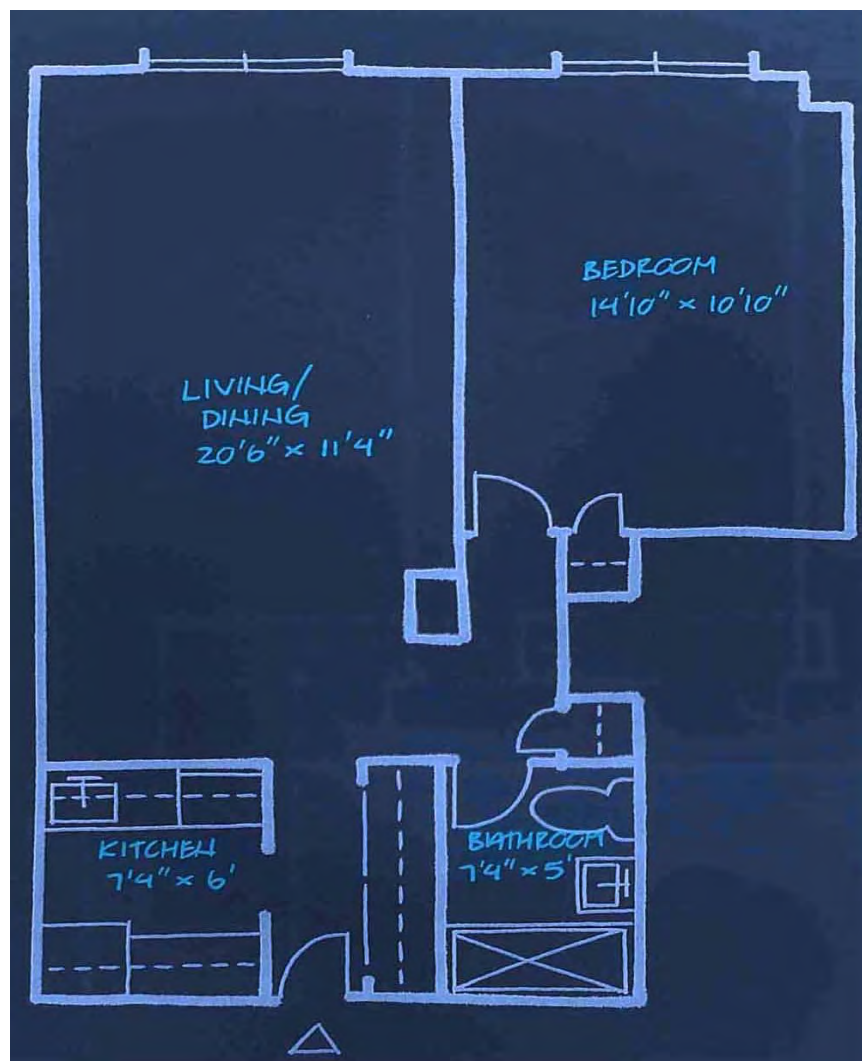 BEDROOM
14'10" × 10'10"
LIVING/
DINING
20'6" × 11'4"
KITCHEN
7'4" × 6'
BATHROOM
7'4" × 5'